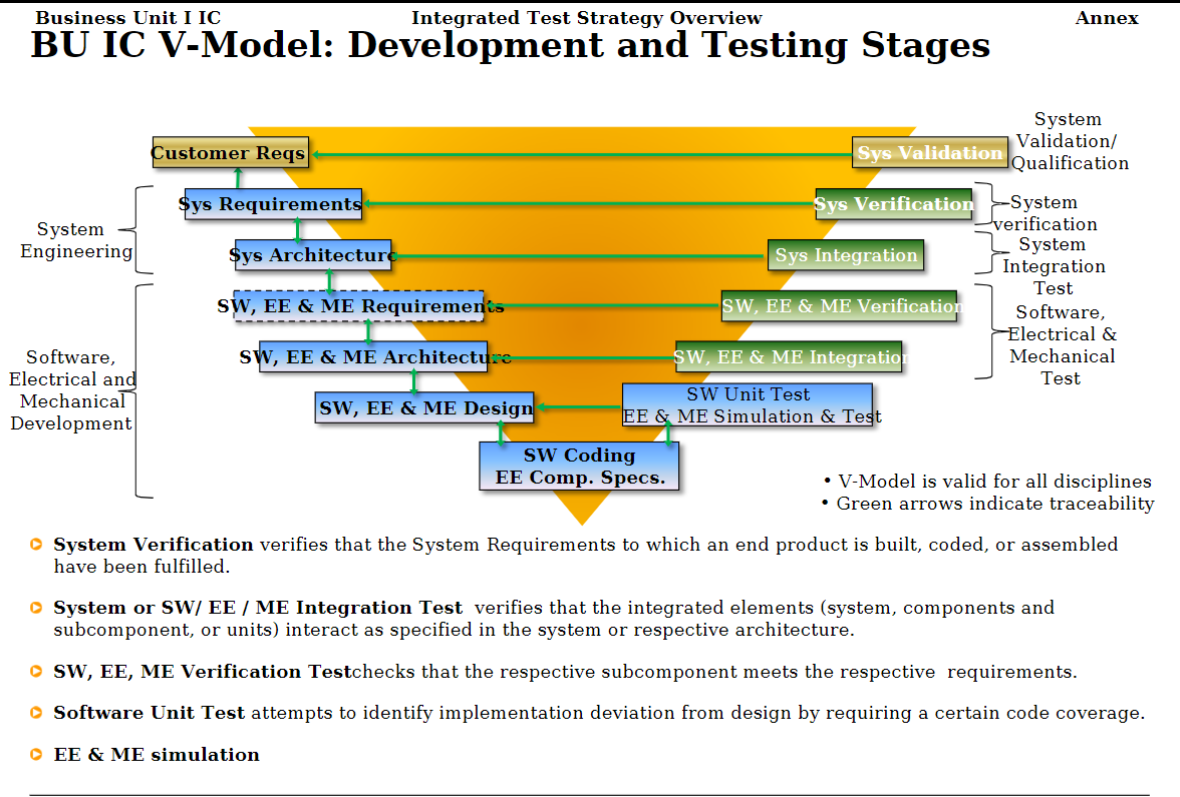 Business Unit I IC
Integrated Test Strategy Overview
Annex
BU IC V-Model: Development and Testing Stages
Customer Reqs
Sys Validation
System
Validation/
Qualification
Sys Requirements
Sys Verification
System
verification
System
Engineering
Sys Architecture
Sys Integration
System
Integration
Test
SW, EE & ME Requirements
SW, EE & ME Verification
Software,
Electrical &
Mechanical
Test
Software,
Electrical and
Mechanical
Development
SW, EE & ME Architecture
SW, EE & ME Integration
SW, EE & ME Design
SW Unit Test
EE & ME Simulation & Test
SW Coding
EE Comp. Specs.
• V-Model is valid for all disciplines
• Green arrows indicate traceability
System Verification verifies that the System Requirements to which an end product is built, coded, or assembled
have been fulfilled.
System or SW/ EE / ME Integration Test  verifies that the integrated elements (system, components and
subcomponent, or units) interact as specified in the system or respective architecture.
SW, EE, ME Verification Testchecks that the respective subcomponent meets the respective  requirements.
Software Unit Test attempts to identify implementation deviation from design by requiring a certain code coverage.
EE & ME simulation